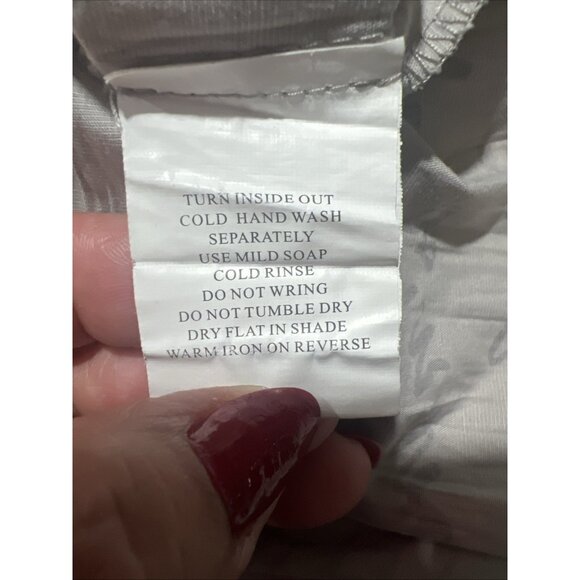 TURN INSIDE OUT
COLD HAND WASH
SEPARATELY
USE MILD SOAP
COLD RINSE
DO NOT WRING
DO NOT TUMBLE DRY
DRY FLAT IN SHADE
WARM IRON ON REVERSE